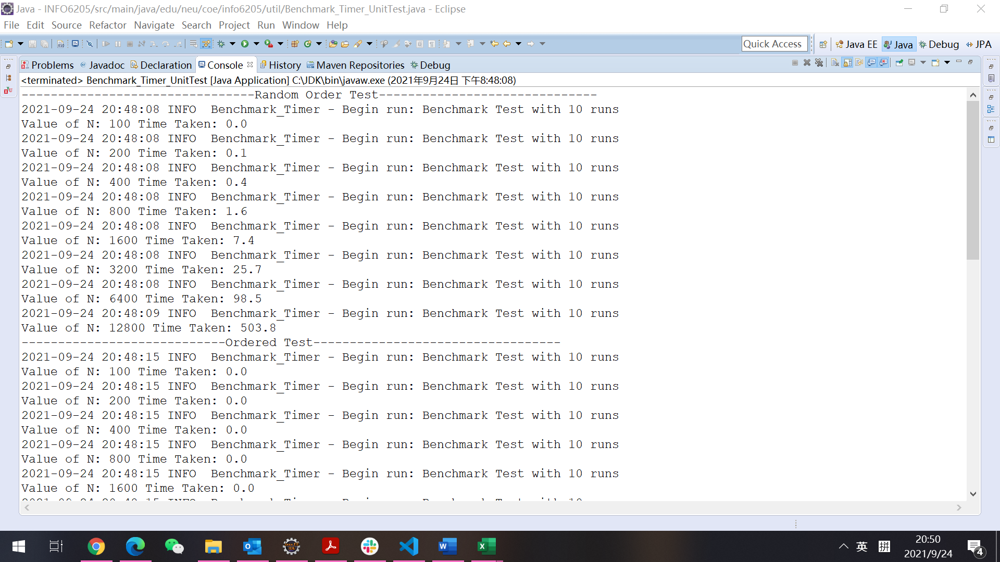 Java - INFO6205/src/main/java/edu/neu/coe/info6205/util/Benchmark_Timer_UnitTest.java - Eclipse
File Edit Source Refactor Navigate Search Project Run Window Help
Quick Access Java EE Java Debug JPA
Problems Javadoc Declaration Console History Maven Repositories Debug
<terminated> Benchmark_Timer_UnitTest [Java Application] C:\JDK\bin\javaw.exe (2021年9月24日 下午8:48:08)
--------------------------------Random Order Test------------------------------
2021-09-24 20:48:08 INFO  Benchmark_Timer - Begin run: Benchmark Test with 10 runs
Value of N: 100 Time Taken: 0.0
2021-09-24 20:48:08 INFO  Benchmark_Timer - Begin run: Benchmark Test with 10 runs
Value of N: 200 Time Taken: 0.1
2021-09-24 20:48:08 INFO  Benchmark_Timer - Begin run: Benchmark Test with 10 runs
Value of N: 400 Time Taken: 0.4
2021-09-24 20:48:08 INFO  Benchmark_Timer - Begin run: Benchmark Test with 10 runs
Value of N: 800 Time Taken: 1.6
2021-09-24 20:48:08 INFO  Benchmark_Timer - Begin run: Benchmark Test with 10 runs
Value of N: 1600 Time Taken: 7.4
2021-09-24 20:48:08 INFO  Benchmark_Timer - Begin run: Benchmark Test with 10 runs
Value of N: 3200 Time Taken: 25.7
2021-09-24 20:48:08 INFO  Benchmark_Timer - Begin run: Benchmark Test with 10 runs
Value of N: 6400 Time Taken: 98.5
2021-09-24 20:48:09 INFO  Benchmark_Timer - Begin run: Benchmark Test with 10 runs
Value of N: 12800 Time Taken: 503.8
----------------------------Ordered Test----------------------------------
2021-09-24 20:48:15 INFO  Benchmark_Timer - Begin run: Benchmark Test with 10 runs
Value of N: 100 Time Taken: 0.0
2021-09-24 20:48:15 INFO  Benchmark_Timer - Begin run: Benchmark Test with 10 runs
Value of N: 200 Time Taken: 0.0
2021-09-24 20:48:15 INFO  Benchmark_Timer - Begin run: Benchmark Test with 10 runs
Value of N: 400 Time Taken: 0.0
2021-09-24 20:48:15 INFO  Benchmark_Timer - Begin run: Benchmark Test with 10 runs
Value of N: 800 Time Taken: 0.0
2021-09-24 20:48:15 INFO  Benchmark_Timer - Begin run: Benchmark Test with 10 runs
Value of N: 1600 Time Taken: 0.0
英 拼 20:50
2021/9/24
4